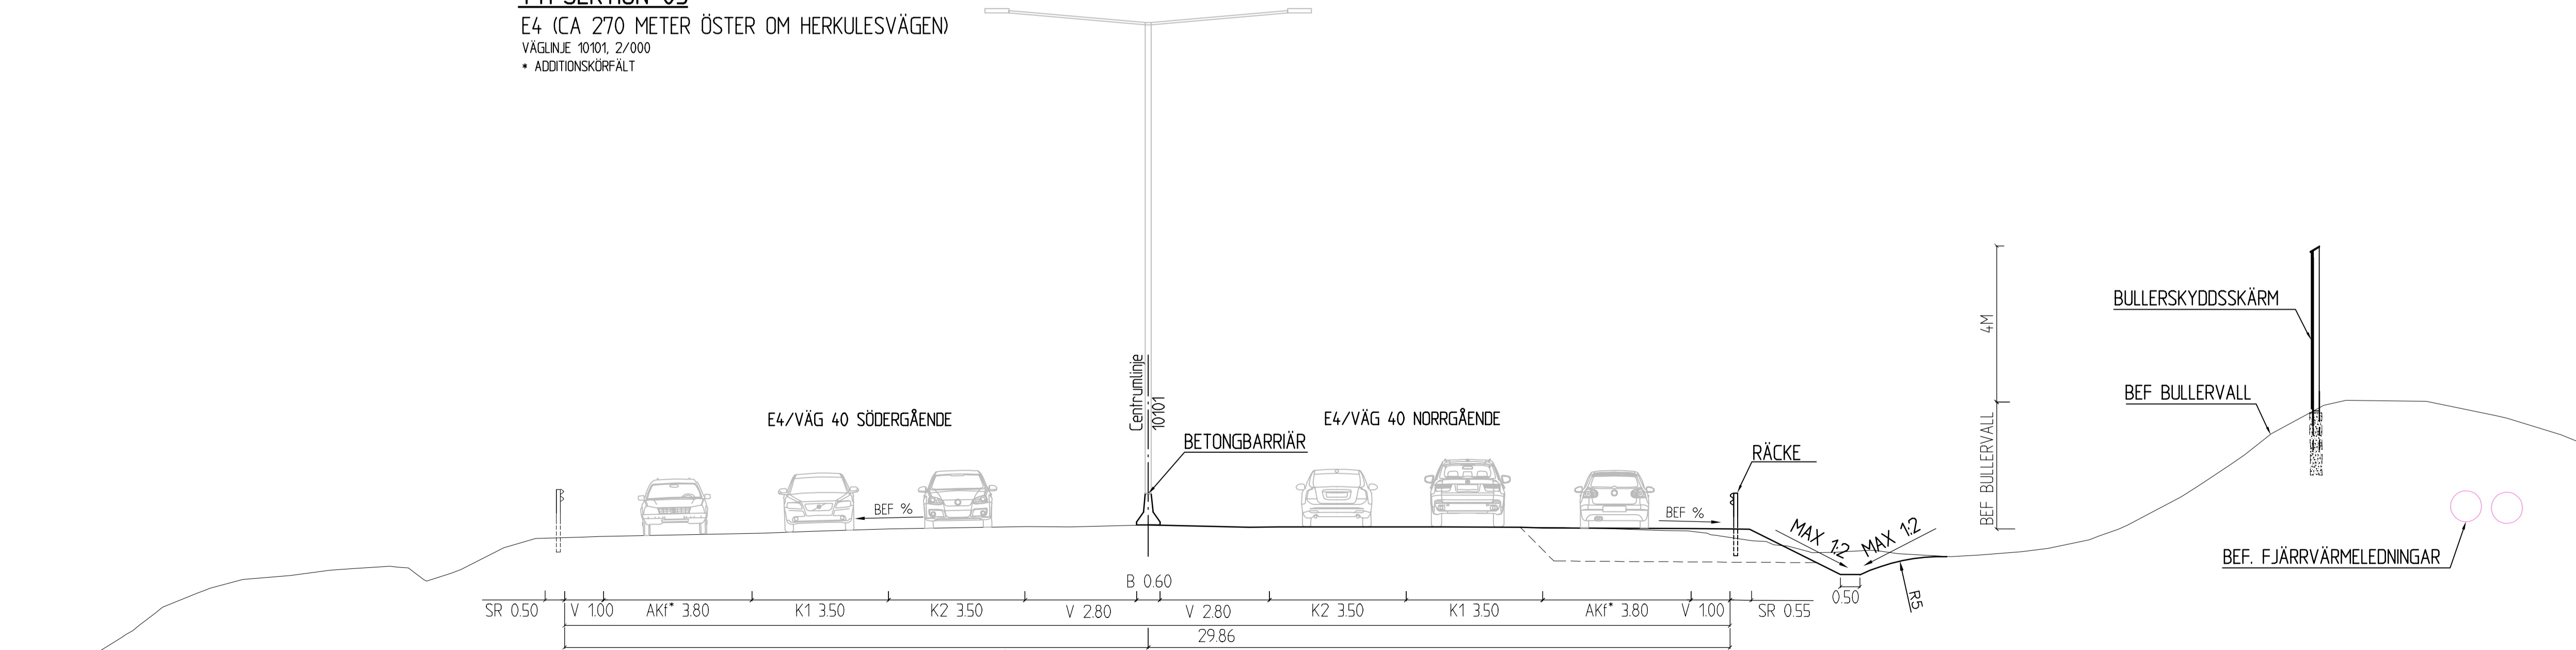 E4 (CA 270 METER ÖSTER OM HERKULESVÄGEN)
VÄGLINJE 10101, 2/000
* ADDITIONSKÖRFÄLT
BULLERSKYDDSSKÄRM
4M
Centrumlinje
10101
BEF BULLERVALL
BEF BULLERVALL
E4/VÄG 40 SÖDERGÅENDE
E4/VÄG 40 NORRGÅENDE
BETONGBARRIÄR
RÄCKE
BEF %
BEF %
MAX 1:2
MAX 1:2
BEF. FJÄRRVÄRMELEDNINGAR
B 0.60
0.50
R5
SR 0.50 V 1.00 AKf* 3.80 K1 3.50 K2 3.50 V 2.80 V 2.80 K2 3.50 K1 3.50 AKf* 3.80 V 1.00 SR 0.55
29.86